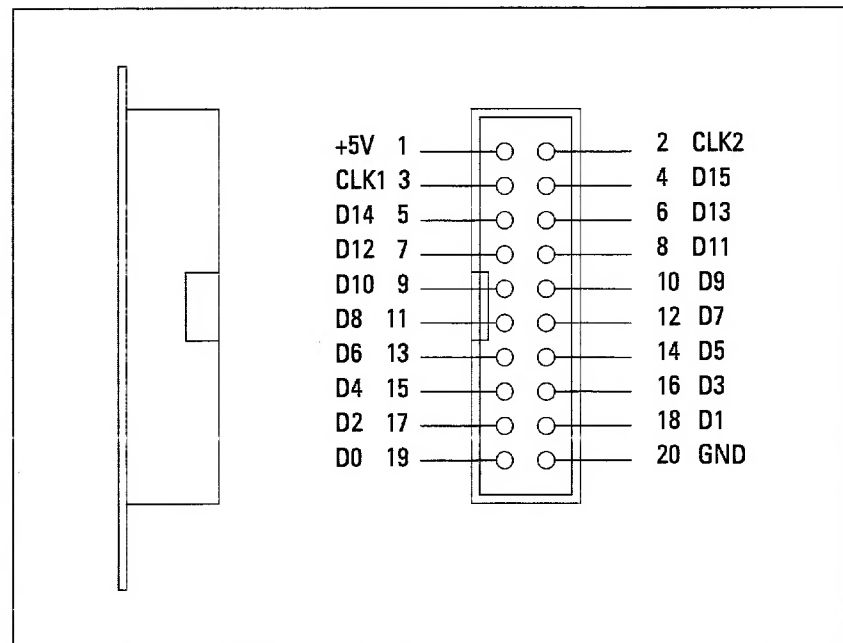 +5V 1 2 CLK2
CLK1 3 4 D15
D14 5 6 D13
D12 7 8 D11
D10 9 10 D9
D8 11 12 D7
D6 13 14 D5
D4 15 16 D3
D2 17 18 D1
D0 19 20 GND